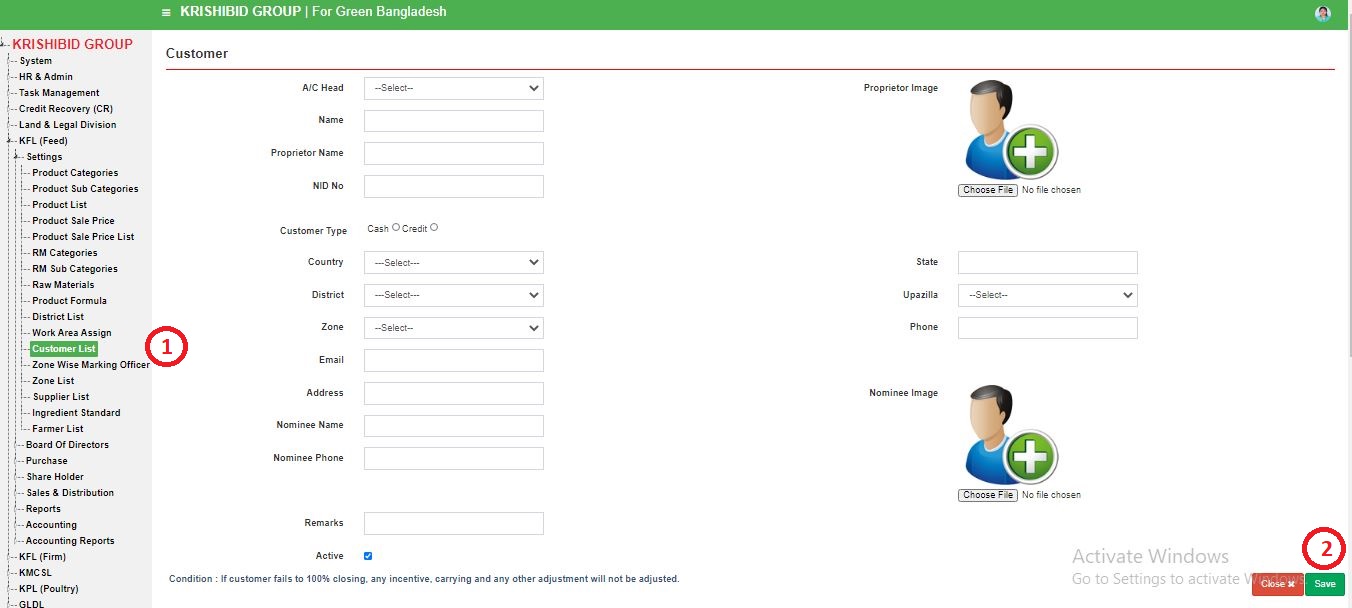 ≡ KRISHIBID GROUP | For Green Bangladesh
KRISHIBID GROUP
System
HR & Admin
Task Management
Credit Recovery (CR)
Land & Legal Division
KFL (Feed)
Settings
Product Categories
Product Sub Categories
Product List
Product Sale Price
Product Sale Price List
RM Categories
RM Sub Categories
Raw Materials
Product Formula
District List
Work Area Assign
Customer List
Zone Wise Marking Officer
Zone List
Supplier List
Ingredient Standard
Farmer List
Board Of Directors
Purchase
Share Holder
Sales & Distribution
Reports
Accounting
Accounting Reports
KFL (Firm)
KMCSL
KPL (Poultry)
GLDL
1
Customer
A/C Head --Select--
Proprietor Image
Name
Proprietor Name
NID No
Choose File No file chosen
Customer Type Cash Credit
Country ---Select---
State
District ---Select---
Upazilla --Select--
Zone --Select--
Phone
Email
Address
Nominee Image
Nominee Name
Nominee Phone
Choose File No file chosen
Remarks
Active
Condition : If customer fails to 100% closing, any incentive, carrying and any other adjustment will not be adjusted.
2
Activate Windows
Go to Settings to activate Windows.
Close ✖ Save